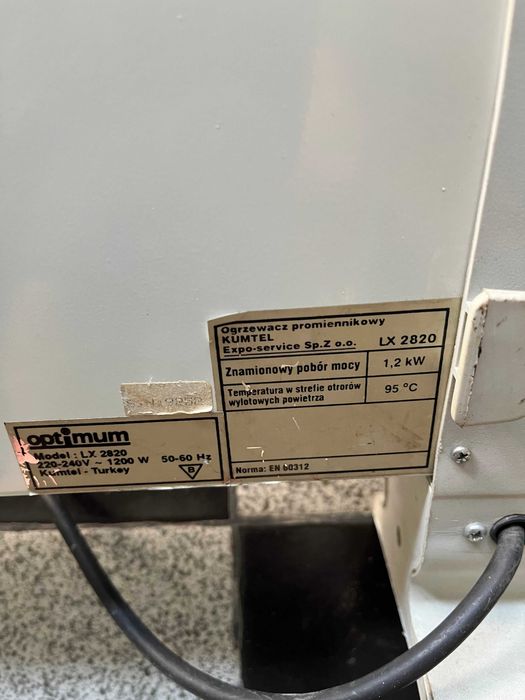 Ogrzewacz promiennikowy
KUMTEL
Expo-service Sp.Z o.o.
LX 2820
Znamionowy pobór mocy
1,2 kW
Temperatura w strefie otrorów
wylotowych powietrza
95 °C
Norma: EN 60312
optimum
Model : LX 2820
220-240V ~ 1200 W 50-60 Hz
Kumtel - Turkey
B